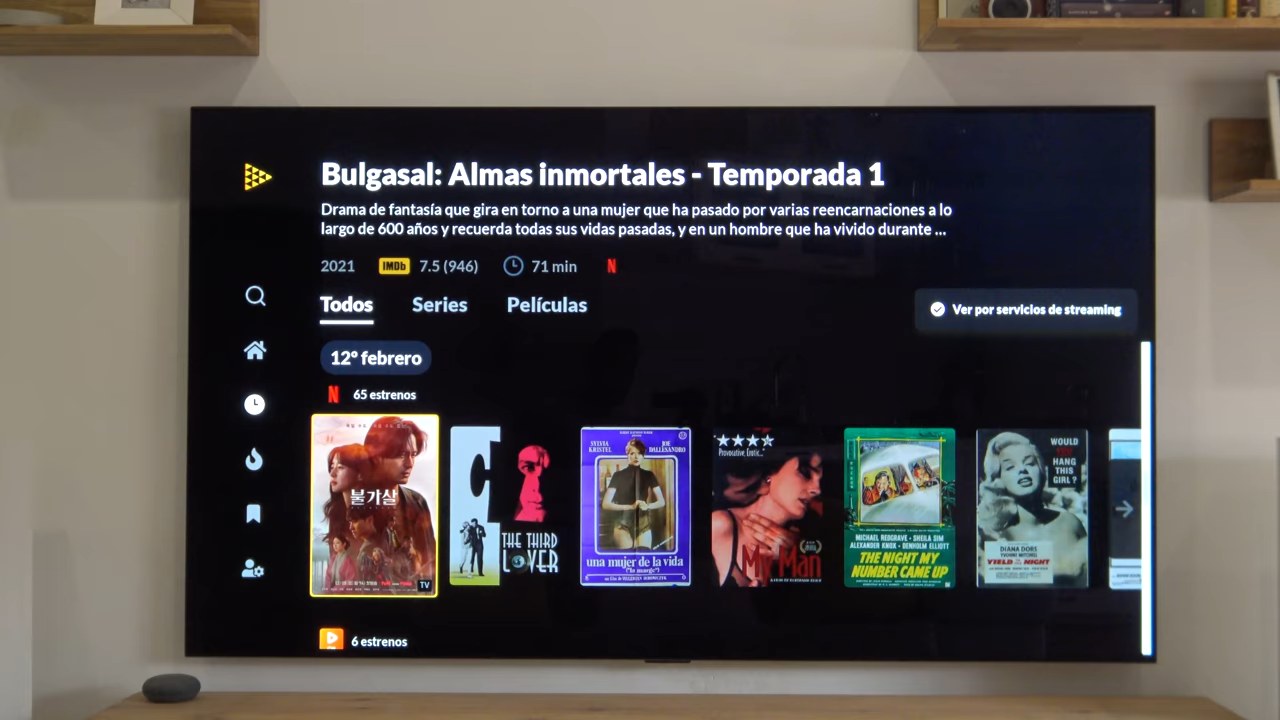 Bulgasal: Almas inmortales - Temporada 1
Drama de fantasía que gira en torno a una mujer que ha pasado por varias reencarnaciones a lo
largo de 600 años y recuerda todas sus vidas pasadas, y en un hombre que ha vivido durante ...
2021 IMDb 7.5 (946) 71 min N
Todos Series Películas
Ver por servicios de streaming
12º febrero
N 65 estrenos
불가살
TV
THE THIRD
LOVER
SYLVIA
KRISTEL
JOE
DALLESANDRO
una mujer de la vida
Provocative, Erotic...
My Man
MICHAEL REDGRAVE • SHEILA SIM
ALEXANDER KNOX • DENHOLM ELLIOTT
THE NIGHT MY
NUMBER CAME UP
WOULD
YOU
HANG
THIS
GIRL?
DIANA DORS
YVONNE MITCHELL
YIELD TO THE NIGHT
6 estrenos